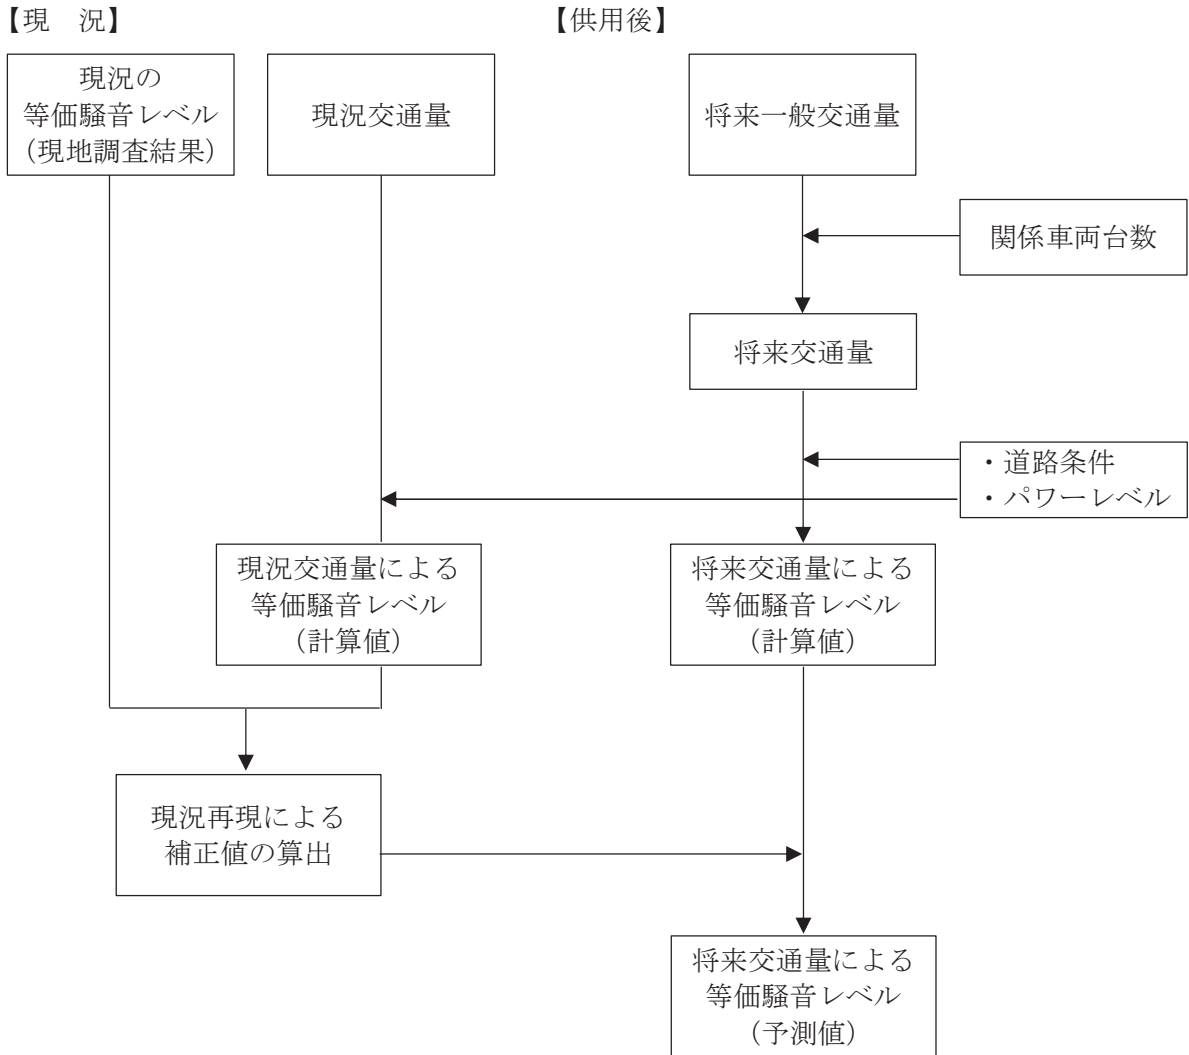 【現　況】
【供用後】
現況の
等価騒音レベル
（現地調査結果）
現況交通量
将来一般交通量
関係車両台数
将来交通量
・道路条件
・パワーレベル
現況交通量による
等価騒音レベル
（計算値）
将来交通量による
等価騒音レベル
（計算値）
現況再現による
補正値の算出
将来交通量による
等価騒音レベル
（予測値）